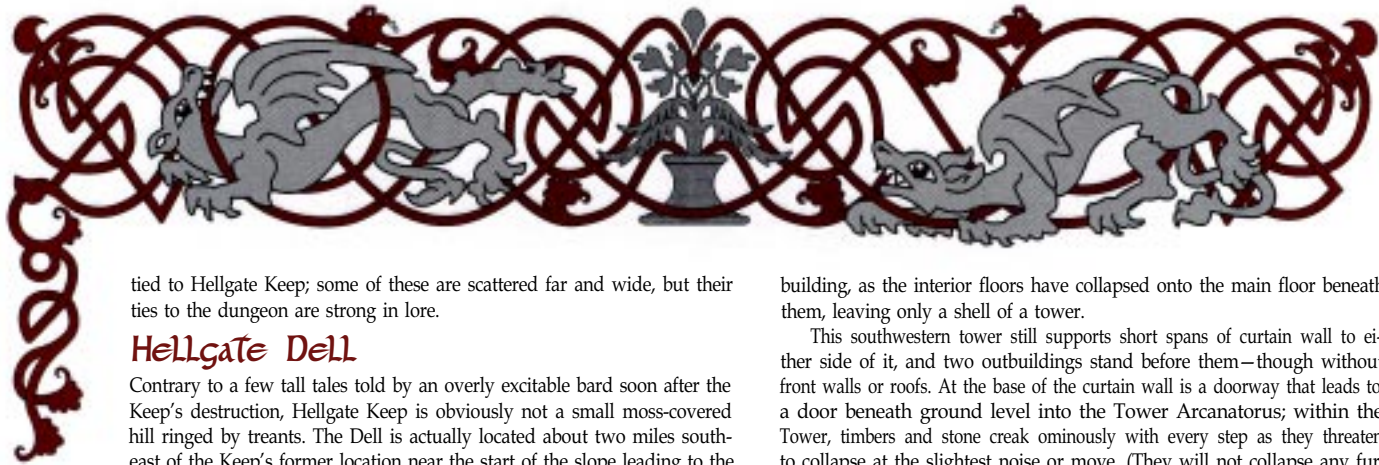 tied to Hellgate Keep; some of these are scattered far and wide, but their
ties to the dungeon are strong in lore.
Hellgate Dell
Contrary to a few tall tales told by an overly excitable bard soon after the
Keep's destruction, Hellgate Keep is obviously not a small moss-covered
hill ringed by treants. The Dell is actually located about two miles south-
east of the Keep's former location near the start of the slope leading to the
building, as the interior floors have collapsed onto the main floor beneath
them, leaving only a shell of a tower.
This southwestern tower still supports short spans of curtain wall to ei-
ther side of it, and two outbuildings stand before them—though without
front walls or roofs. At the base of the curtain wall is a doorway that leads to
a door beneath ground level into the Tower Arcanatorus; within the
Tower, timbers and stone creak ominously with every step as they threaten
to collapse at the slightest noise or move. (They will not collapse any fur